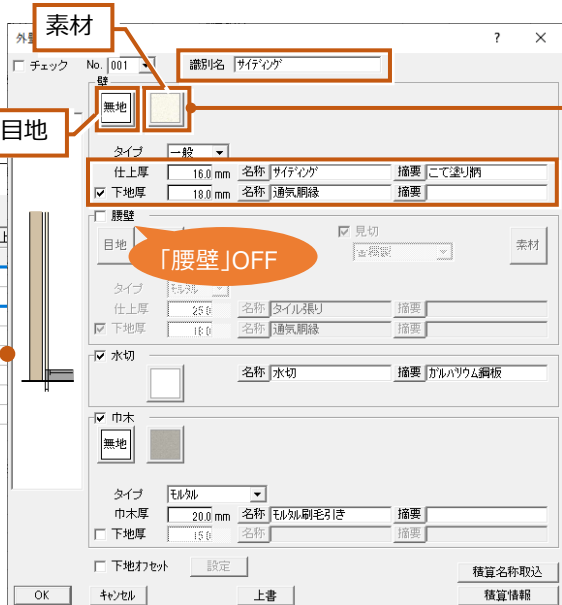 素材
外 ? ×
チェック No. 001 識別名 ｻｲﾃﾞｨﾝｸﾞ
壁
無地
目地
タイプ 一般
仕上厚 16.0 mm 名称 ｻｲﾃﾞｨﾝｸﾞ 摘要 こて塗り柄
下地厚 18.0 mm 名称 通気胴縁 摘要
腰壁
目地 見切 素材
「腰壁」OFF
タイプ ﾓﾙﾀﾙ
仕上厚 25.0 名称 タイル張り 摘要
下地厚 18.0 名称 通気胴縁 摘要
水切
名称 水切 摘要 ｶﾞﾙﾊﾞﾘｳﾑ鋼板
巾木
無地
タイプ ﾓﾙﾀﾙ
巾木厚 20.0 mm 名称 ﾓﾙﾀﾙ刷毛引き 摘要
下地厚 15.0 名称 摘要
下地ｵﾌｾｯﾄ 設定
積算名称取込
OK ｷｬﾝｾﾙ 上書 積算情報